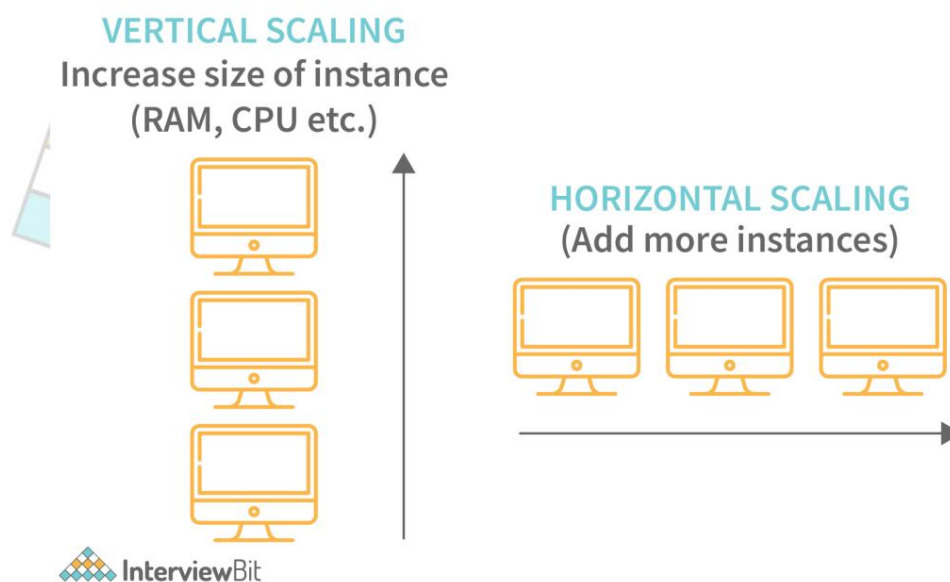 VERTICAL SCALING
Increase size of instance
(RAM, CPU etc.)
HORIZONTAL SCALING
(Add more instances)
InterviewBit